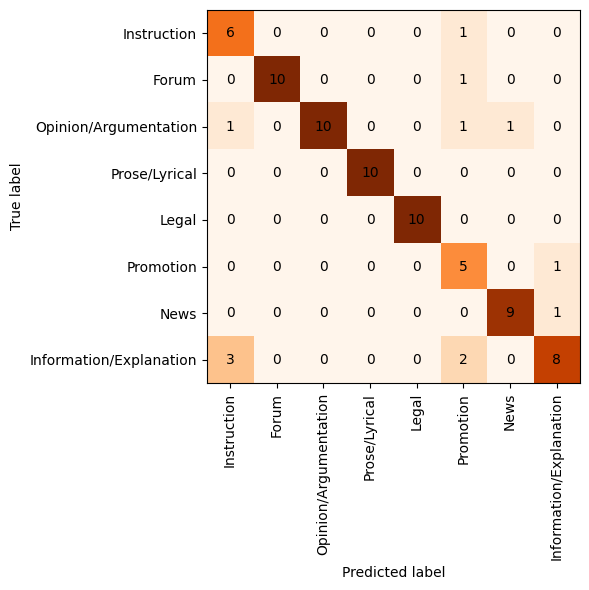 True label
Instruction 6 0 0 0 0 1 0 0
Forum 0 10 0 0 0 1 0 0
Opinion/Argumentation 1 0 10 0 0 1 1 0
Prose/Lyrical 0 0 0 10 0 0 0 0
Legal 0 0 0 0 10 0 0 0
Promotion 0 0 0 0 0 5 0 1
News 0 0 0 0 0 0 9 1
Information/Explanation 3 0 0 0 0 2 0 8
Instruction
Forum
Opinion/Argumentation
Prose/Lyrical
Legal
Promotion
News
Information/Explanation
Predicted label